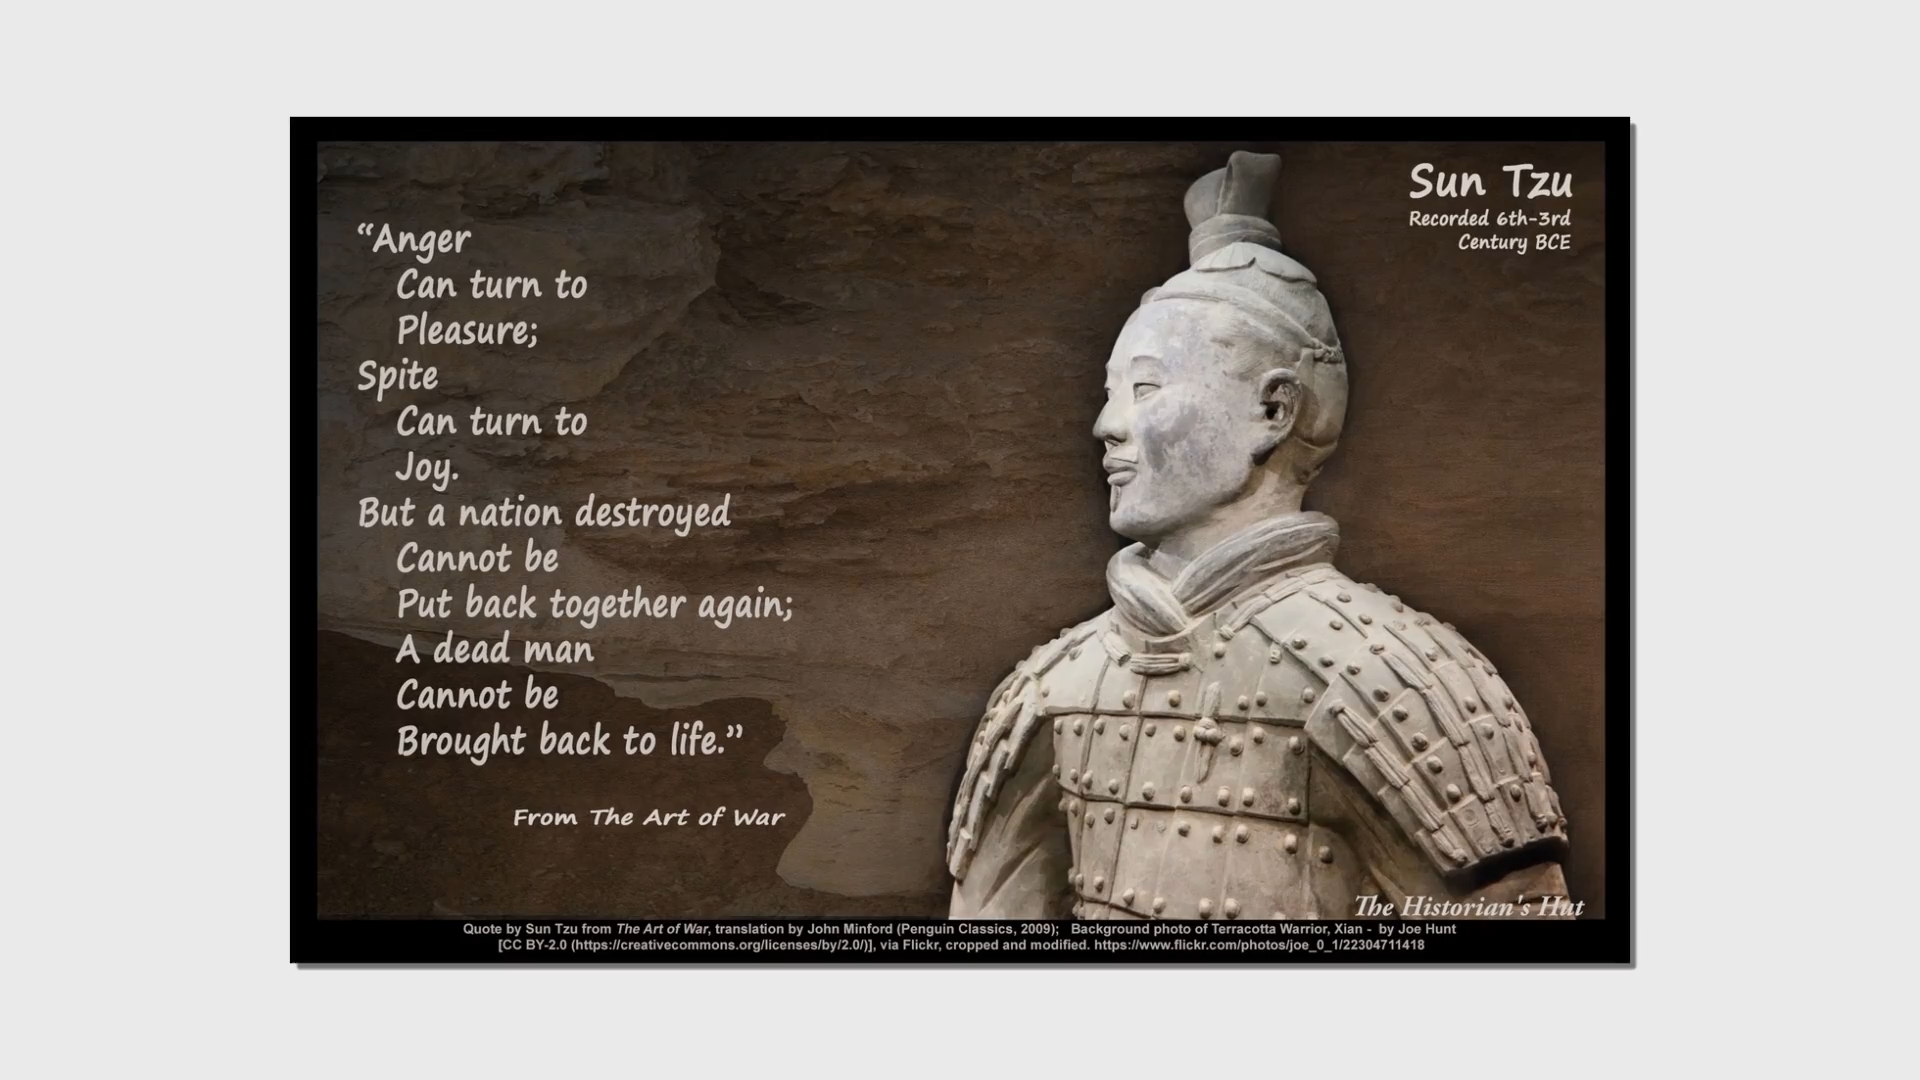 Sun Tzu
Recorded 6th-3rd
Century BCE
“Anger
Can turn to
Pleasure;
Spite
Can turn to
Joy.
But a nation destroyed
Cannot be
Put back together again;
A dead man
Cannot be
Brought back to life.”
From The Art of War
The Historian's Hut
Quote by Sun Tzu from The Art of War, translation by John Minford (Penguin Classics, 2009);   Background photo of Terracotta Warrior, Xian -  by Joe Hunt
[CC BY-2.0 (https://creativecommons.org/licenses/by/2.0/)], via Flickr, cropped and modified. https://www.flickr.com/photos/joe_0_1/22304711418